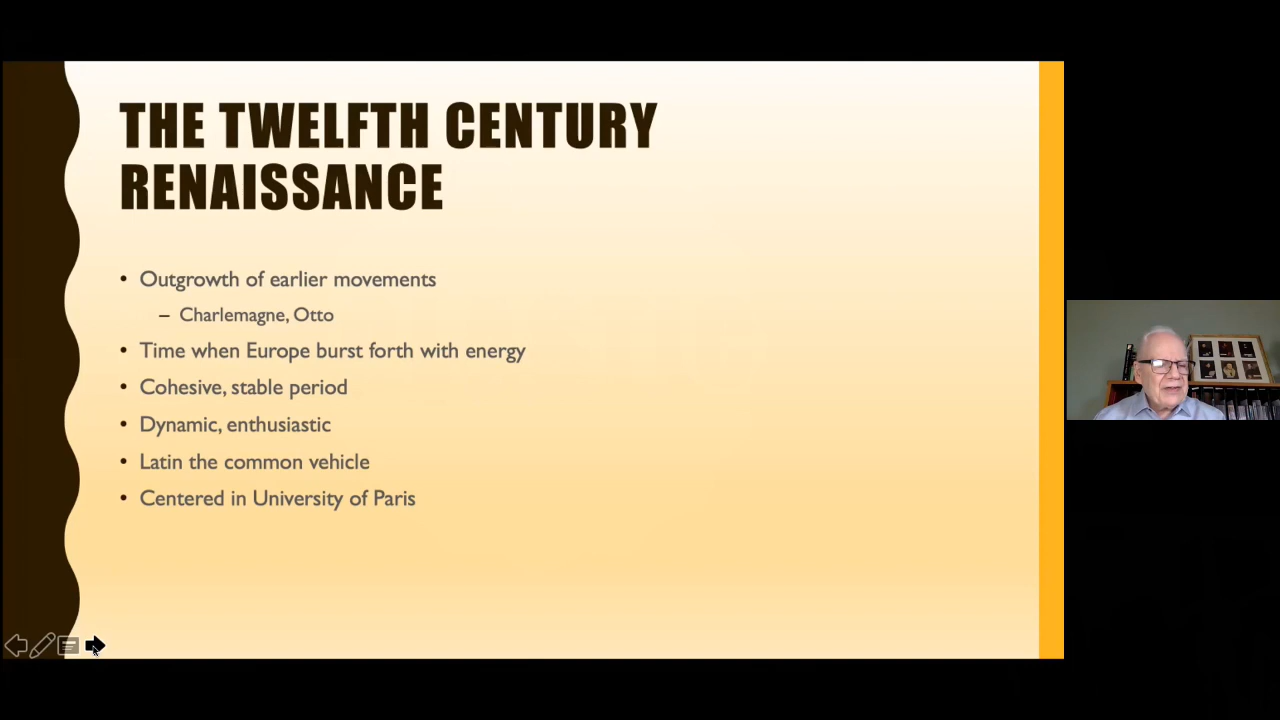 THE TWELFTH CENTURY
RENAISSANCE
• Outgrowth of earlier movements
– Charlemagne, Otto
• Time when Europe burst forth with energy
• Cohesive, stable period
• Dynamic, enthusiastic
• Latin the common vehicle
• Centered in University of Paris